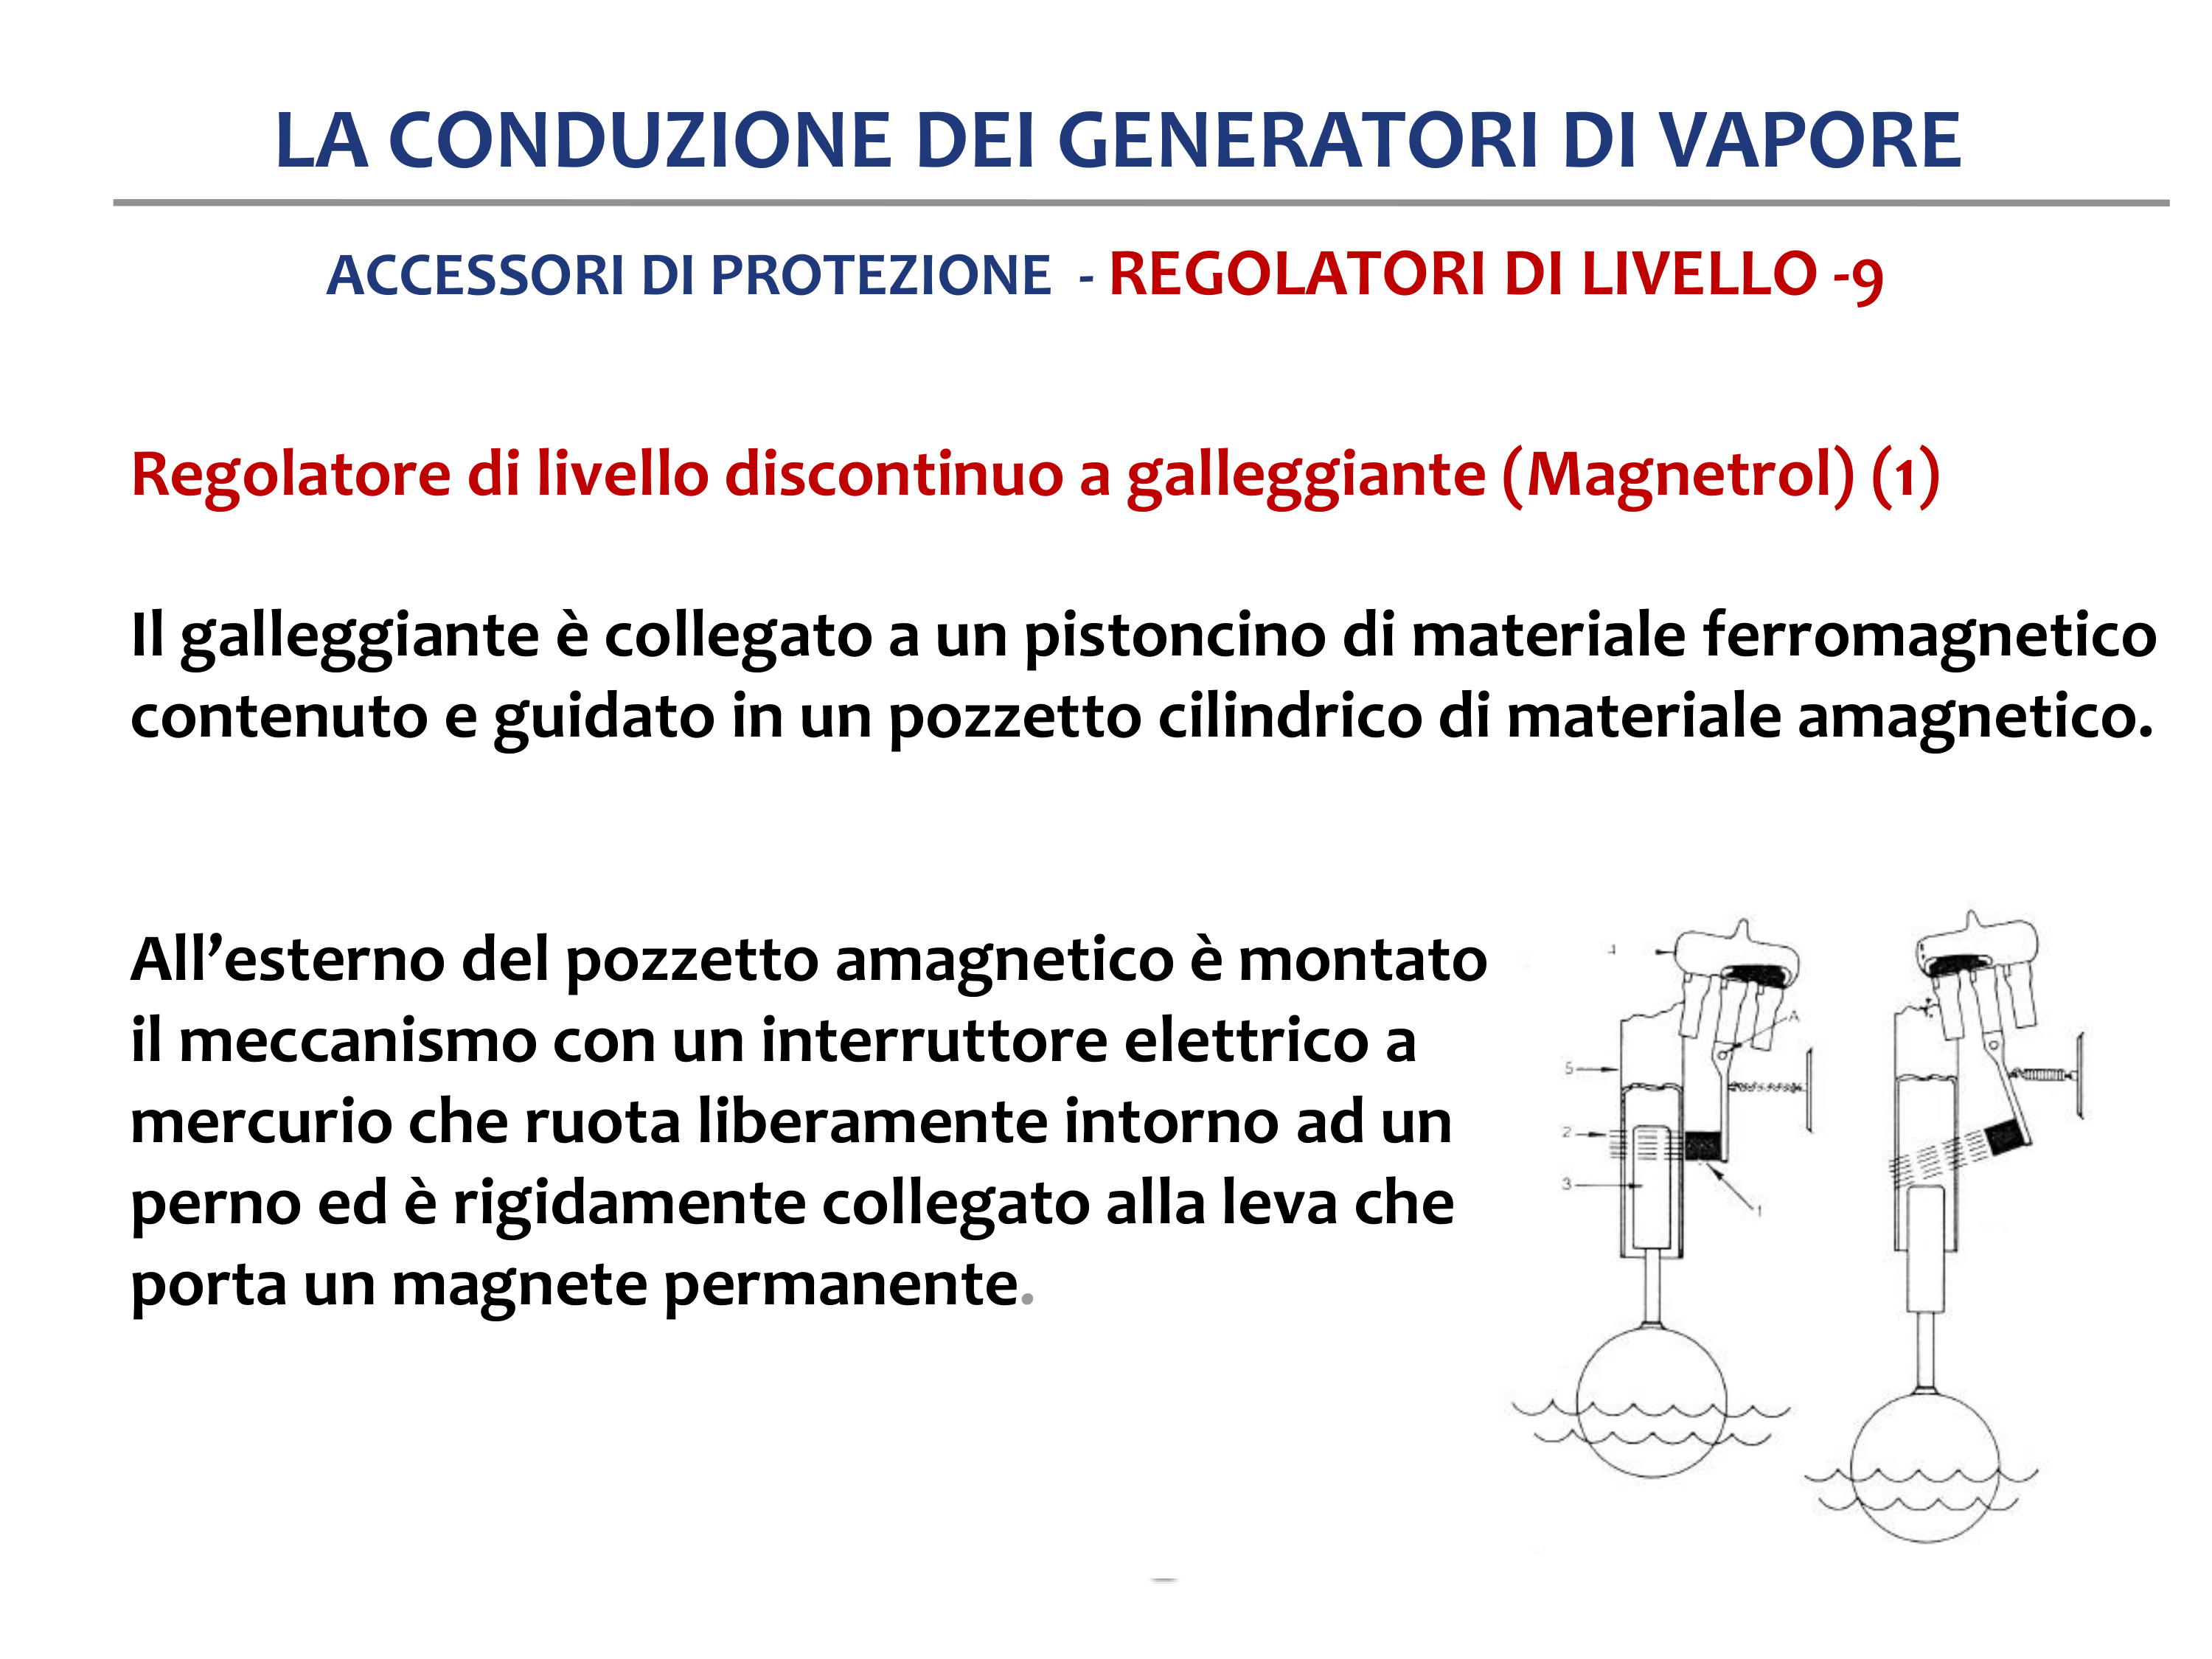 LA CONDUZIONE DEI GENERATORI DI VAPORE
ACCESSORI DI PROTEZIONE - REGOLATORI DI LIVELLO -9
Regolatore di livello discontinuo a galleggiante (Magnetrol) (1)
Il galleggiante è collegato a un pistoncino di materiale ferromagnetico
contenuto e guidato in un pozzetto cilindrico di materiale amagnetico.
All’esterno del pozzetto amagnetico è montato
il meccanismo con un interruttore elettrico a
mercurio che ruota liberamente intorno ad un
perno ed è rigidamente collegato alla leva che
porta un magnete permanente.
A
5
2
3
1